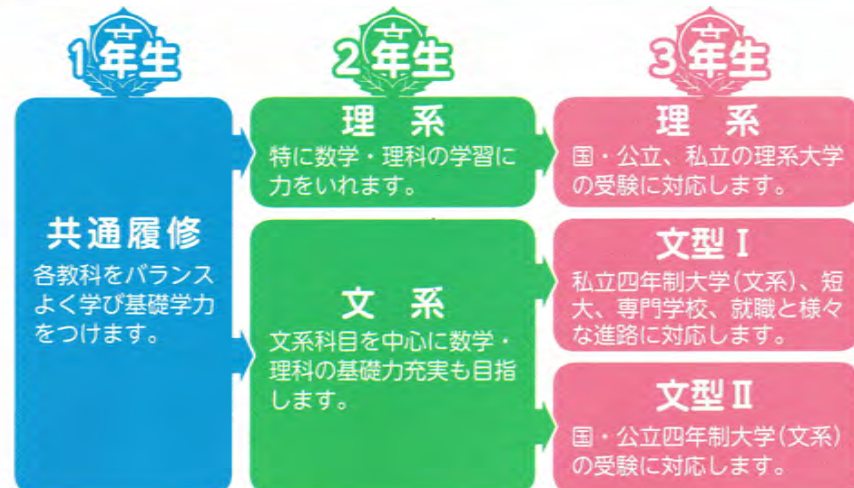 1年生
共通履修
各教科をバランス
よく学び基礎学力
をつけます。
2年生
理 系
特に数学・理科の学習に
力をいれます。
文 系
文系科目を中心に数学・
理科の基礎力充実も目指
します。
3年生
理 系
国・公立、私立の理系大学
の受験に対応します。
文型Ⅰ
私立四年制大学(文系)、短
大、専門学校、就職と様々
な進路に対応します。
文型Ⅱ
国・公立四年制大学(文系)
の受験に対応します。